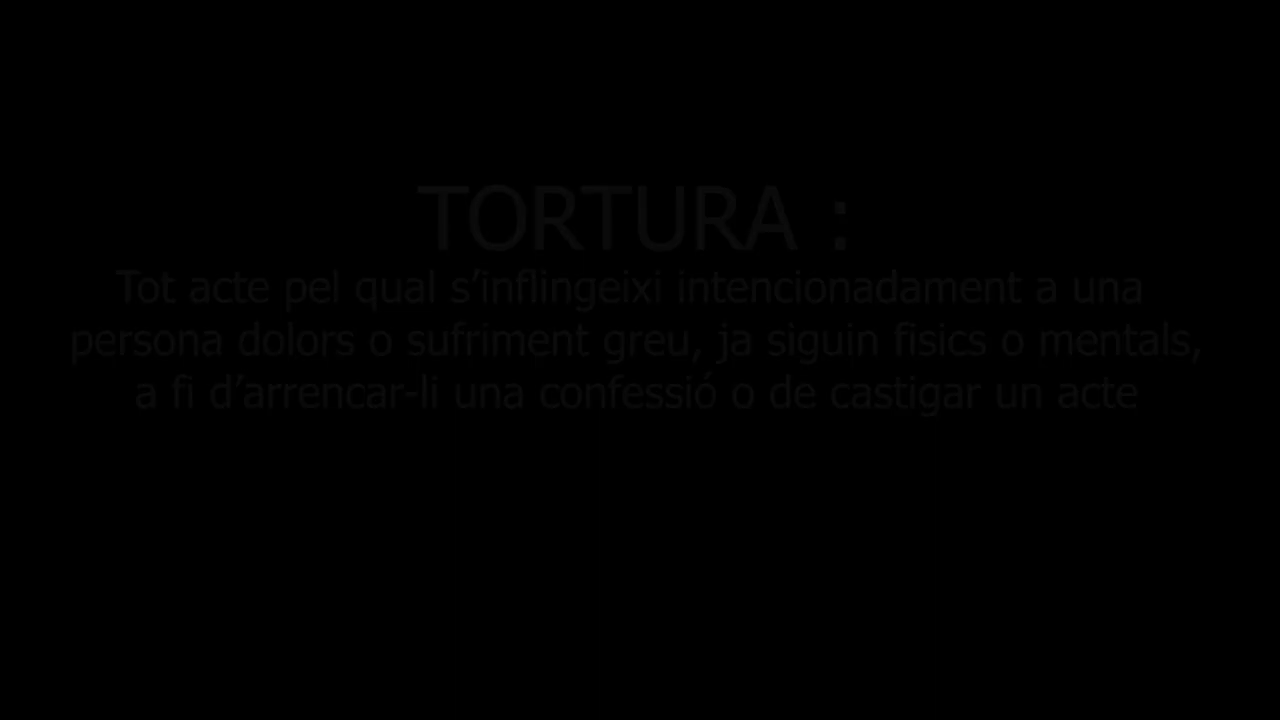 TORTURA :
Tot acte pel qual s’inflingeixi intencionadament a una
persona dolors o sufriment greu, ja siguin fisics o mentals,
a fi d’arrencar-li una confessió o de castigar un acte